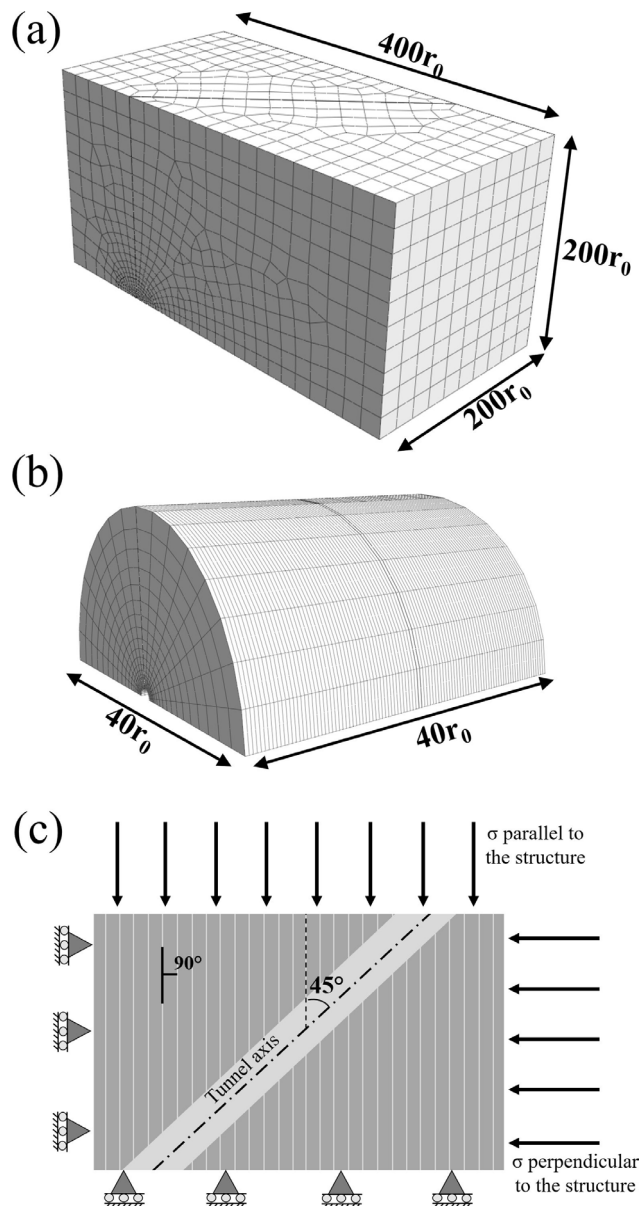 (a)
400r₀
200r₀
200r₀
(b)
40r₀
40r₀
(c)
σ parallel to
the structure
90°
45°
Tunnel axis
σ perpendicular
to the structure